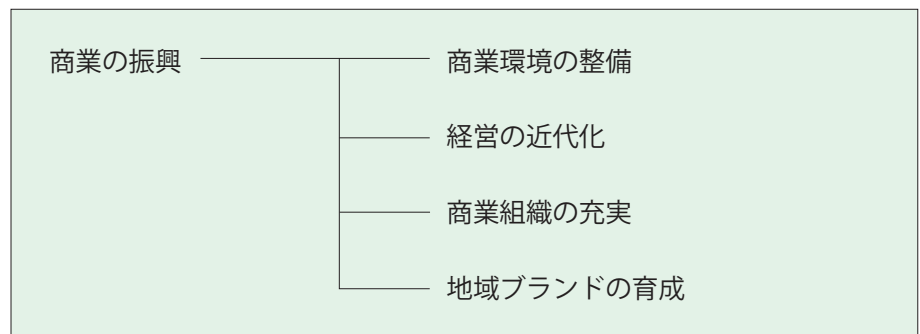 商業の振興
商業環境の整備
経営の近代化
商業組織の充実
地域ブランドの育成